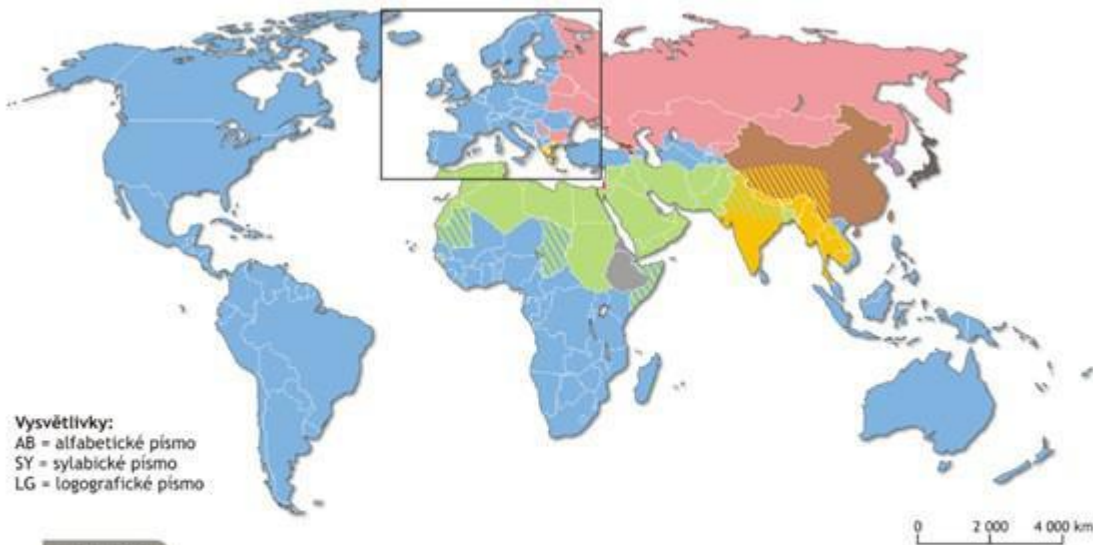 Vysvětlivky:
AB = alfabetické písmo
SY = sylabické písmo
LG = logografické písmo
0 2 000 4 000 km